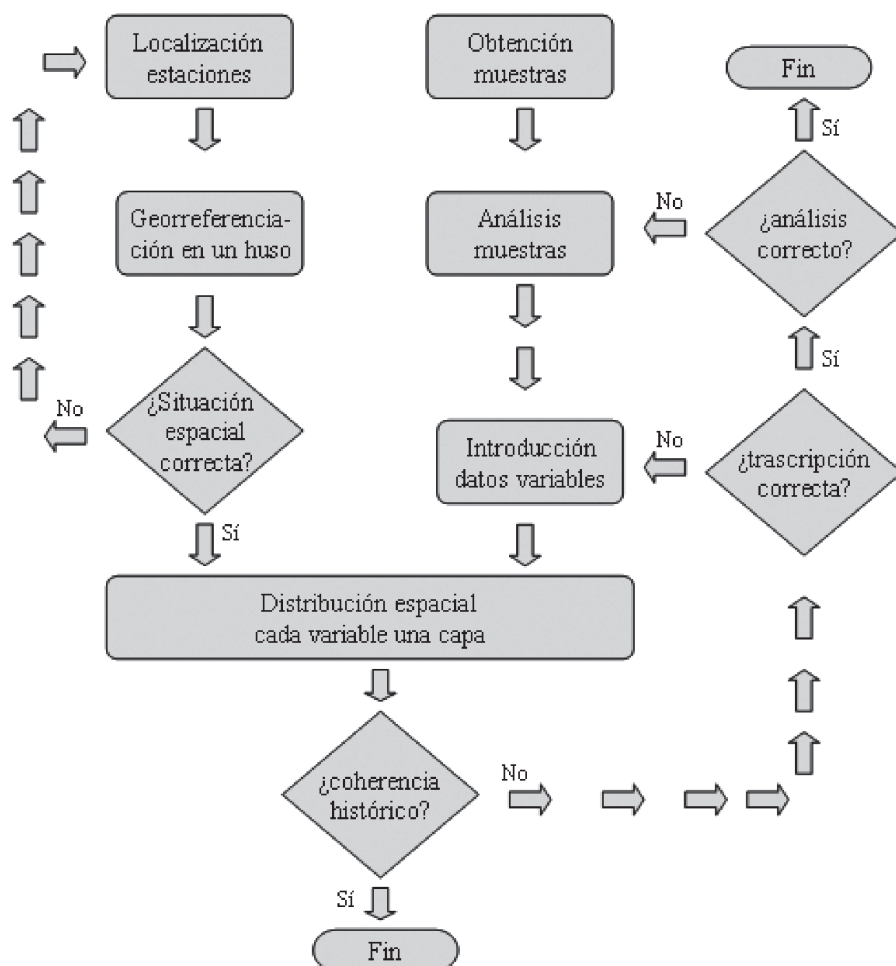 Localización
estaciones
Obtención
muestras
Fin
Sí
Georreferencia-
ción en un huso
Análisis
muestras
No
¿análisis
correcto?
Sí
No
¿Situación
espacial
correcta?
Introducción
datos variables
No
¿trascripción
correcta?
Sí
Distribución espacial
cada variable una capa
¿coherencia
histórico?
No
Sí
Fin